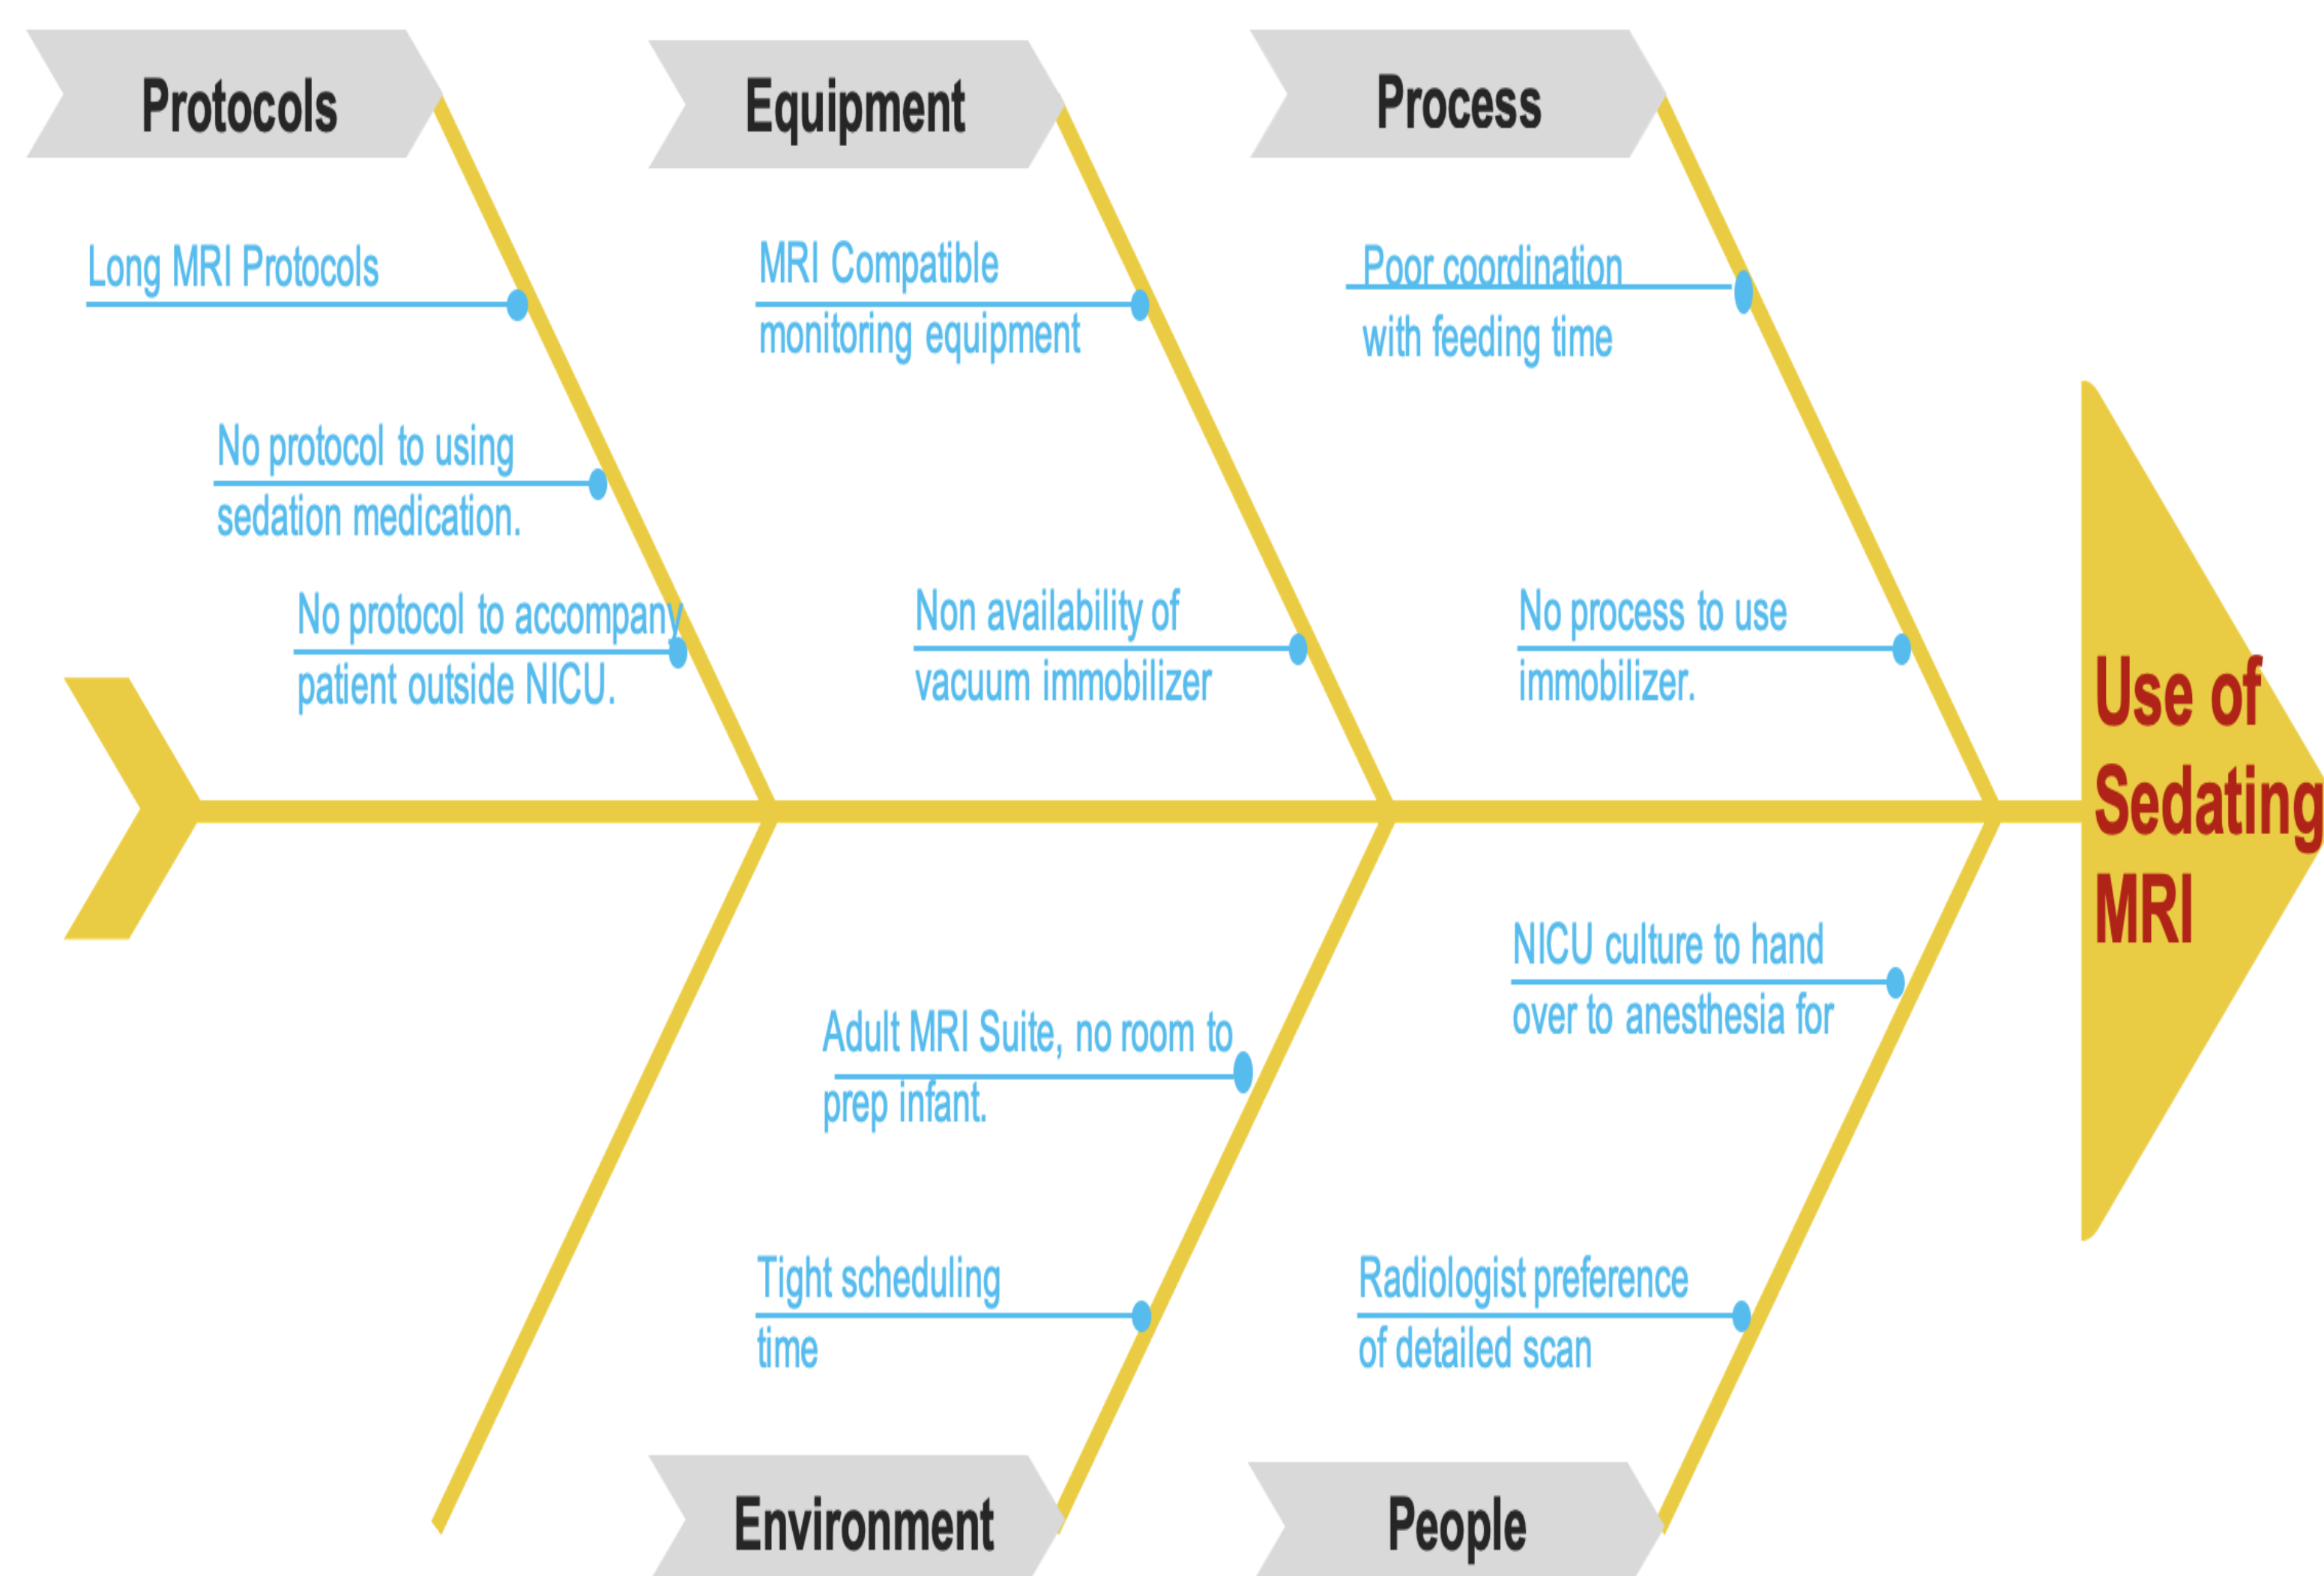 Protocols
Equipment
Process
Long MRI Protocols
No protocol to using
sedation medication.
No protocol to accompany
patient outside NICU.
MRI Compatible
monitoring equipment
Non availability of
vacuum immobilizer
Poor coordination
with feeding time
No process to use
immobilizer.
Use of
Sedating
MRI
Adult MRI Suite, no room to
prep infant.
Tight scheduling
time
NICU culture to hand
over to anesthesia for
Radiologist preference
of detailed scan
Environment
People